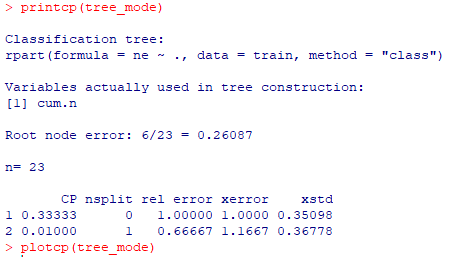 > printcp(tree_mode)
Classification tree:
rpart(formula = ne ~ ., data = train, method = "class")
Variables actually used in tree construction:
[1] cum.n
Root node error: 6/23 = 0.26087
n= 23
CP nsplit rel error xerror xstd
1 0.33333 0 1.00000 1.0000 0.35098
2 0.01000 1 0.66667 1.1667 0.36778
> plotcp(tree_mode)